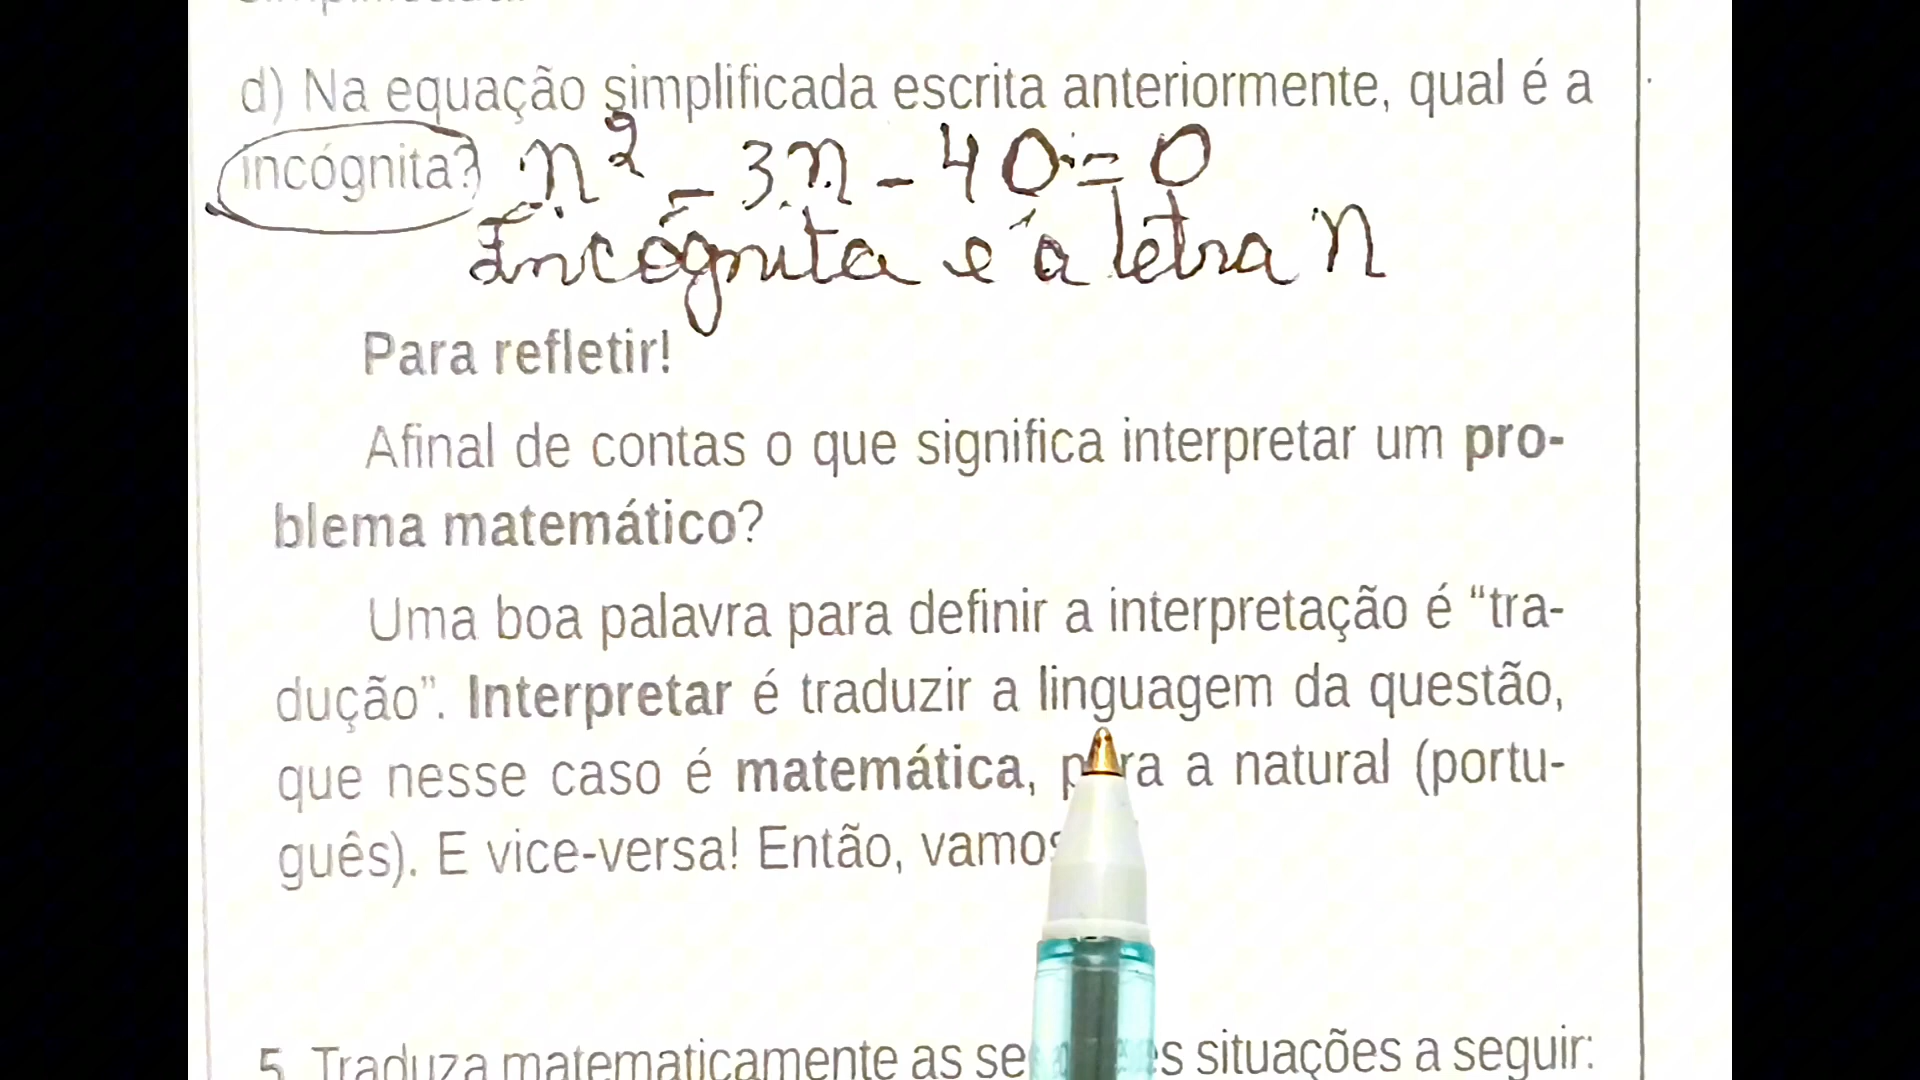 d) Na equação simplificada escrita anteriormente, qual é a
incógnita? n² - 3n - 40 = 0
Incógnita é a letra n
Para refletir!
Afinal de contas o que significa interpretar um pro-
blema matemático?
Uma boa palavra para definir a interpretação é “tra-
dução”. Interpretar é traduzir a linguagem da questão,
que nesse caso é matemática, para a natural (portu-
guês). E vice-versa! Então, vamos
5. Traduza matematicamente as situações a seguir: